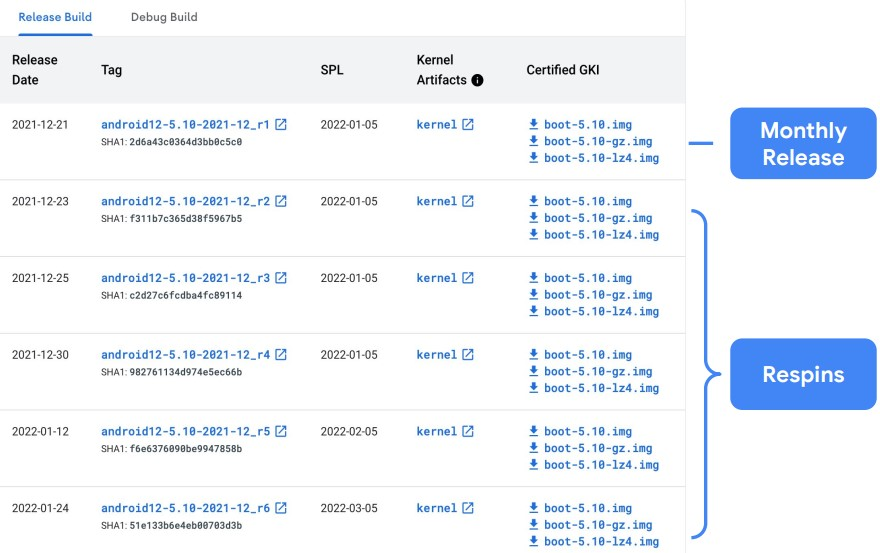 Release Build Debug Build
Release Date Tag SPL Kernel Artifacts Certified GKI
2021-12-21 android12-5.10-2021-12_r1 2022-01-05 kernel boot-5.10.img
SHA1: 2d6a43c0364d3bb0c5c0 boot-5.10-gz.img
boot-5.10-lz4.img
Monthly
Release
2021-12-23 android12-5.10-2021-12_r2 2022-01-05 kernel boot-5.10.img
SHA1: f311b7c365d38f5967b5 boot-5.10-gz.img
boot-5.10-lz4.img
2021-12-25 android12-5.10-2021-12_r3 2022-01-05 kernel boot-5.10.img
SHA1: c2d27c6fcdba4fc89114 boot-5.10-gz.img
boot-5.10-lz4.img
2021-12-30 android12-5.10-2021-12_r4 2022-01-05 kernel boot-5.10.img
SHA1: 982761134d974e5ec66b boot-5.10-gz.img
boot-5.10-lz4.img
Respins
2022-01-12 android12-5.10-2021-12_r5 2022-02-05 kernel boot-5.10.img
SHA1: f6e6376090be9947858b boot-5.10-gz.img
boot-5.10-lz4.img
2022-01-24 android12-5.10-2021-12_r6 2022-03-05 kernel boot-5.10.img
SHA1: 51e133b6e4eb00703d3b boot-5.10-gz.img
boot-5.10-lz4.img